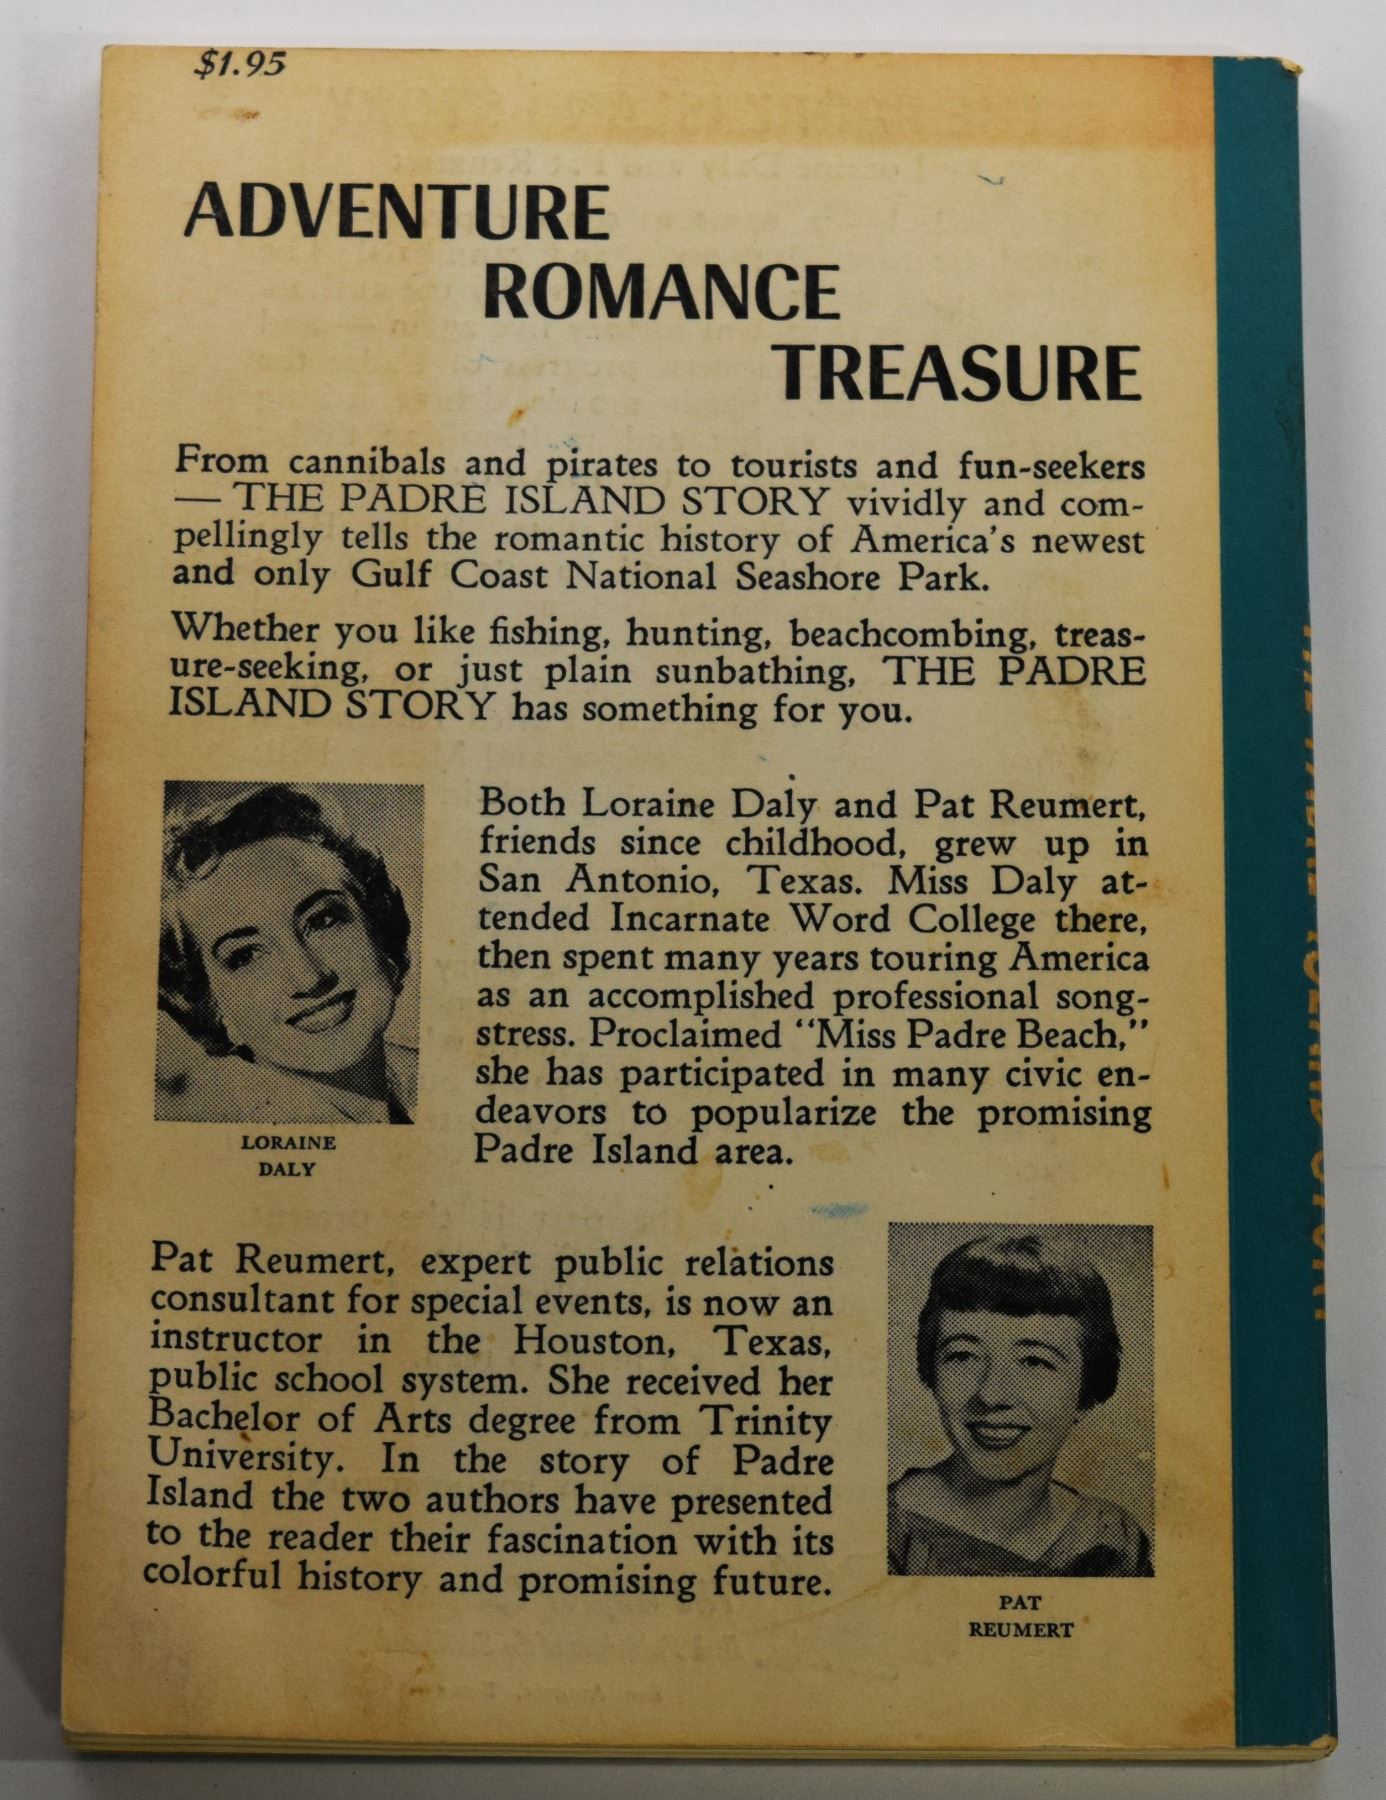 $1.95
ADVENTURE
ROMANCE
TREASURE
From cannibals and pirates to tourists and fun-seekers
— THE PADRE ISLAND STORY vividly and com-
pellingly tells the romantic history of America's newest
and only Gulf Coast National Seashore Park.
Whether you like fishing, hunting, beachcombing, treas-
ure-seeking, or just plain sunbathing, THE PADRE
ISLAND STORY has something for you.
Both Loraine Daly and Pat Reumert,
friends since childhood, grew up in
San Antonio, Texas. Miss Daly at-
tended Incarnate Word College there,
then spent many years touring America
as an accomplished professional song-
stress. Proclaimed "Miss Padre Beach,"
she has participated in many civic en-
deavors to popularize the promising
Padre Island area.
LORAINE
DALY
Pat Reumert, expert public relations
consultant for special events, is now an
instructor in the Houston, Texas,
public school system. She received her
Bachelor of Arts degree from Trinity
University. In the story of Padre
Island the two authors have presented
to the reader their fascination with its
colorful history and promising future.
PAT
REUMERT